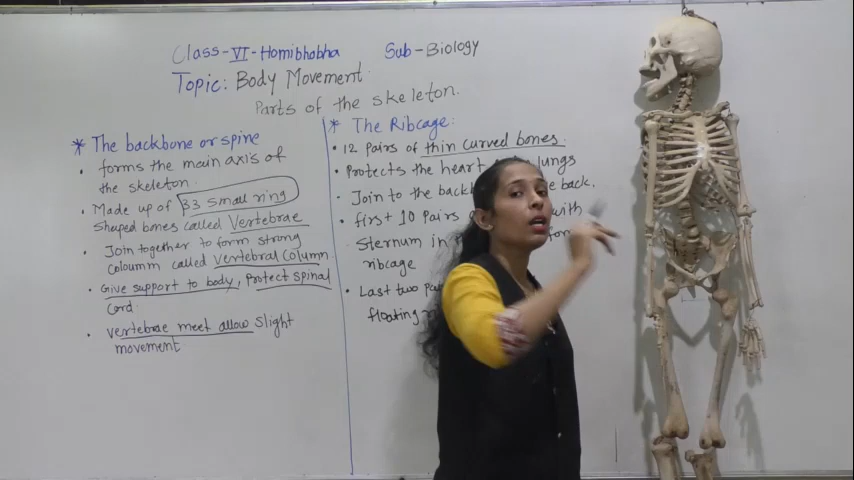 Class-VI-Homibhabha Sub-Biology
Topic: Body Movement
Parts of the skeleton.
* The backbone or spine
• forms the main axis of
the skeleton.
• Made up of 33 small ring
shaped bones called Vertebrae
• Join together to form strong
coloumn called vertebral column
• Give support to body, Protect spinal
cord.
• vertebrae meet allow slight
movement
* The Ribcage:
• 12 pairs of thin curved bones.
• Protects the heart lungs
• Join to the back back.
• first 10 Pairs with
Sternum in
ribcage
• Last two
floating